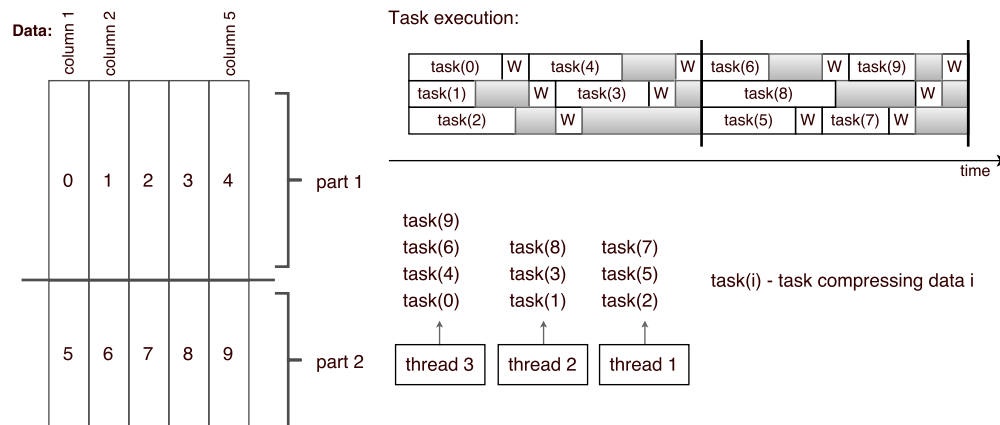 Data:
column 1
column 2
column 5
0 1 2 3 4
part 1
5 6 7 8 9
part 2
Task execution:
task(0) W task(4) W task(6) W task(9) W
task(1) W task(3) W task(8) W
task(2) W task(5) W task(7) W
time
task(9)
task(6) task(8) task(7)
task(4) task(3) task(5)
task(0) task(1) task(2)
thread 3 thread 2 thread 1
task(i) - task compressing data i